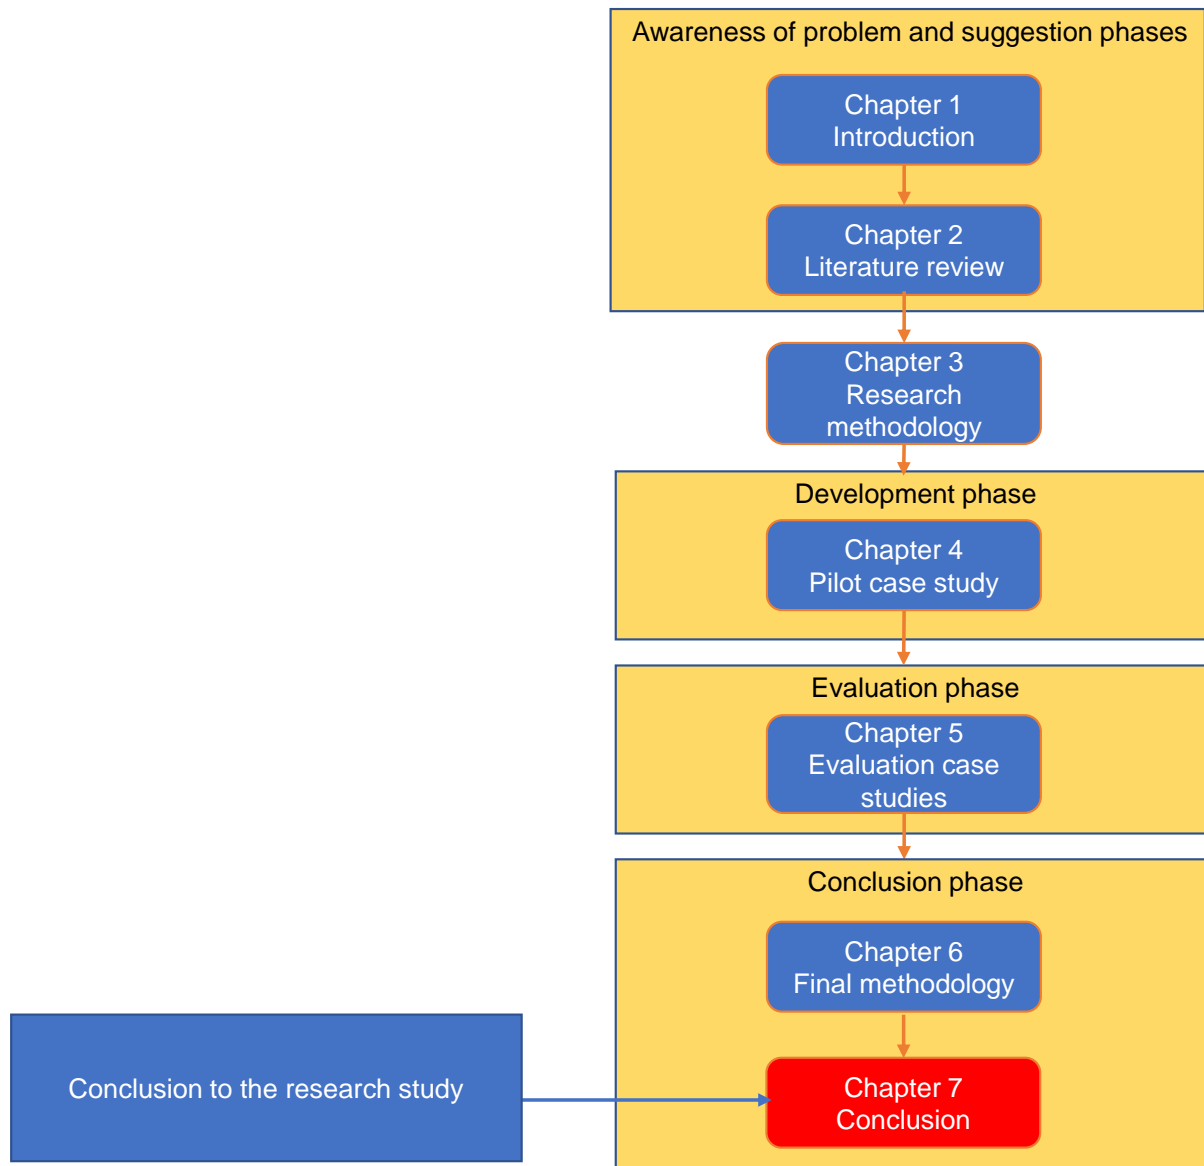 Awareness of problem and suggestion phases
Chapter 1
Introduction
Chapter 2
Literature review
Chapter 3
Research
methodology
Development phase
Chapter 4
Pilot case study
Evaluation phase
Chapter 5
Evaluation case
studies
Conclusion phase
Chapter 6
Final methodology
Conclusion to the research study
Chapter 7
Conclusion